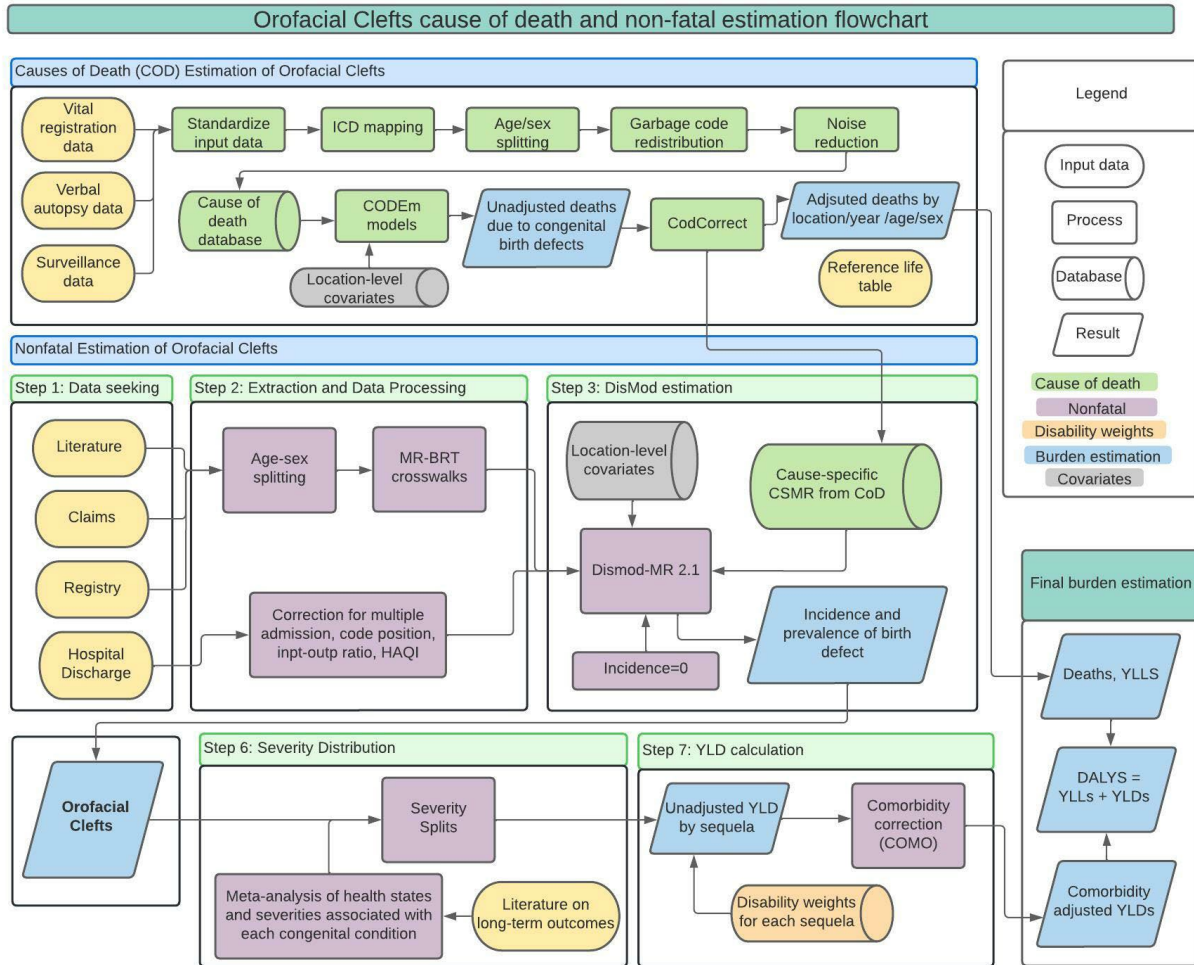 Orofacial Clefts cause of death and non-fatal estimation flowchart
Causes of Death (COD) Estimation of Orofacial Clefts
Vital
registration
data
Verbal
autopsy data
Surveillance
data
Standardize
input data
ICD mapping
Age/sex
splitting
Garbage code
redistribution
Noise
reduction
Cause of
death
database
CODEm
models
Location-level
covariates
Unadjusted deaths
due to congenital
birth defects
CodCorrect
Adjsuted deaths by
location/year /age/sex
Reference life
table
Legend
Input data
Process
Database
Result
Cause of death
Nonfatal
Disability weights
Burden estimation
Covariates
Nonfatal Estimation of Orofacial Clefts
Step 1: Data seeking
Literature
Claims
Registry
Hospital
Discharge
Step 2: Extraction and Data Processing
Age-sex
splitting
MR-BRT
crosswalks
Correction for multiple
admission, code position,
inpt-outp ratio, HAQI
Step 3: DisMod estimation
Location-level
covariates
Cause-specific
CSMR from CoD
Dismod-MR 2.1
Incidence=0
Incidence and
prevalence of birth
defect
Orofacial
Clefts
Step 6: Severity Distribution
Severity
Splits
Meta-analysis of health states
and severities associated with
each congenital condition
Literature on
long-term outcomes
Step 7: YLD calculation
Unadjusted YLD
by sequela
Comorbidity
correction
(COMO)
Disability weights
for each sequela
Final burden estimation
Deaths, YLLS
DALYS =
YLLs + YLDs
Comorbidity
adjusted YLDs